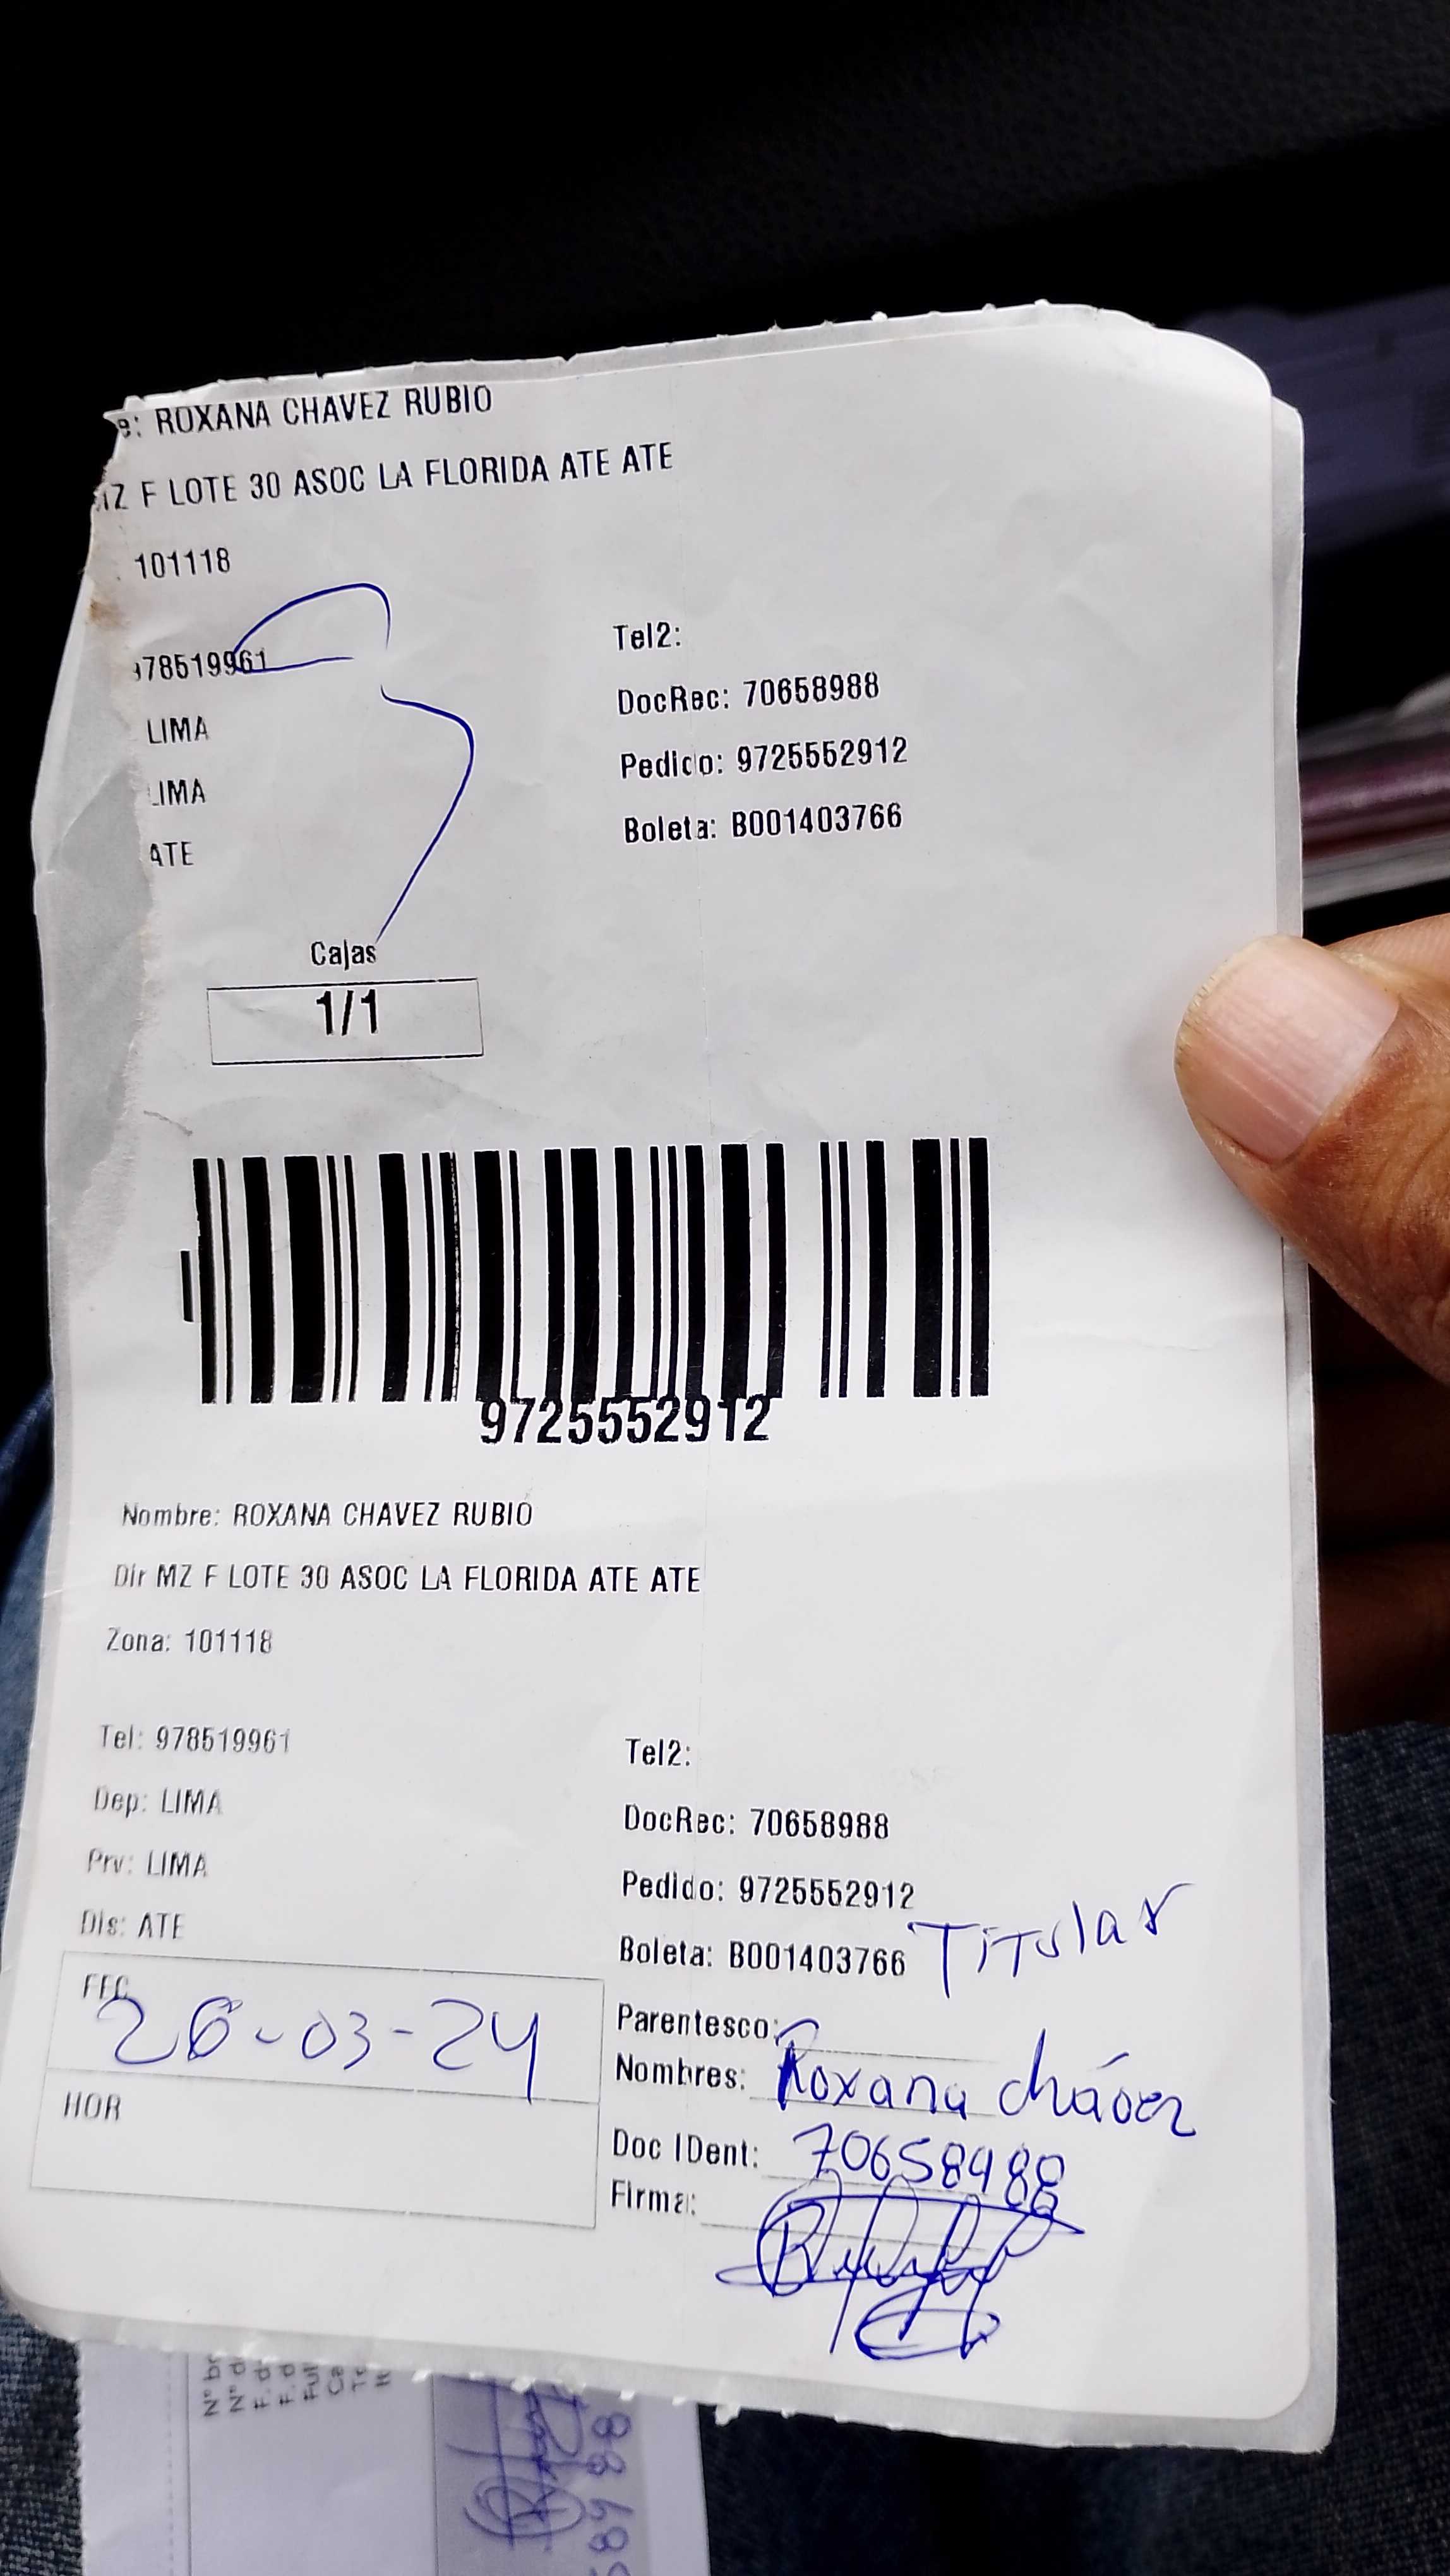 e: ROXANA CHAVEZ RUBIO
MZ F LOTE 30 ASOC LA FLORIDA ATE ATE
101118
978519961
Tel2:
LIMA
DocRec: 70658988
LIMA
Pedido: 9725552912
ATE
Boleta: B001403766
Cajas
1/1
9725552912
Nombre: ROXANA CHAVEZ RUBIO
Dir MZ F LOTE 30 ASOC LA FLORIDA ATE ATE
Zona: 101118
Tel: 978519961
Tel2:
Dep: LIMA
DocRec: 70658988
Prv: LIMA
Pedido: 9725552912
Dis: ATE
Boleta: B001403766
Titular
FEC
26-03-24
Parentesco:
Nombres: Roxana Chávez
HOR
Doc IDent: 70658988
Firma: